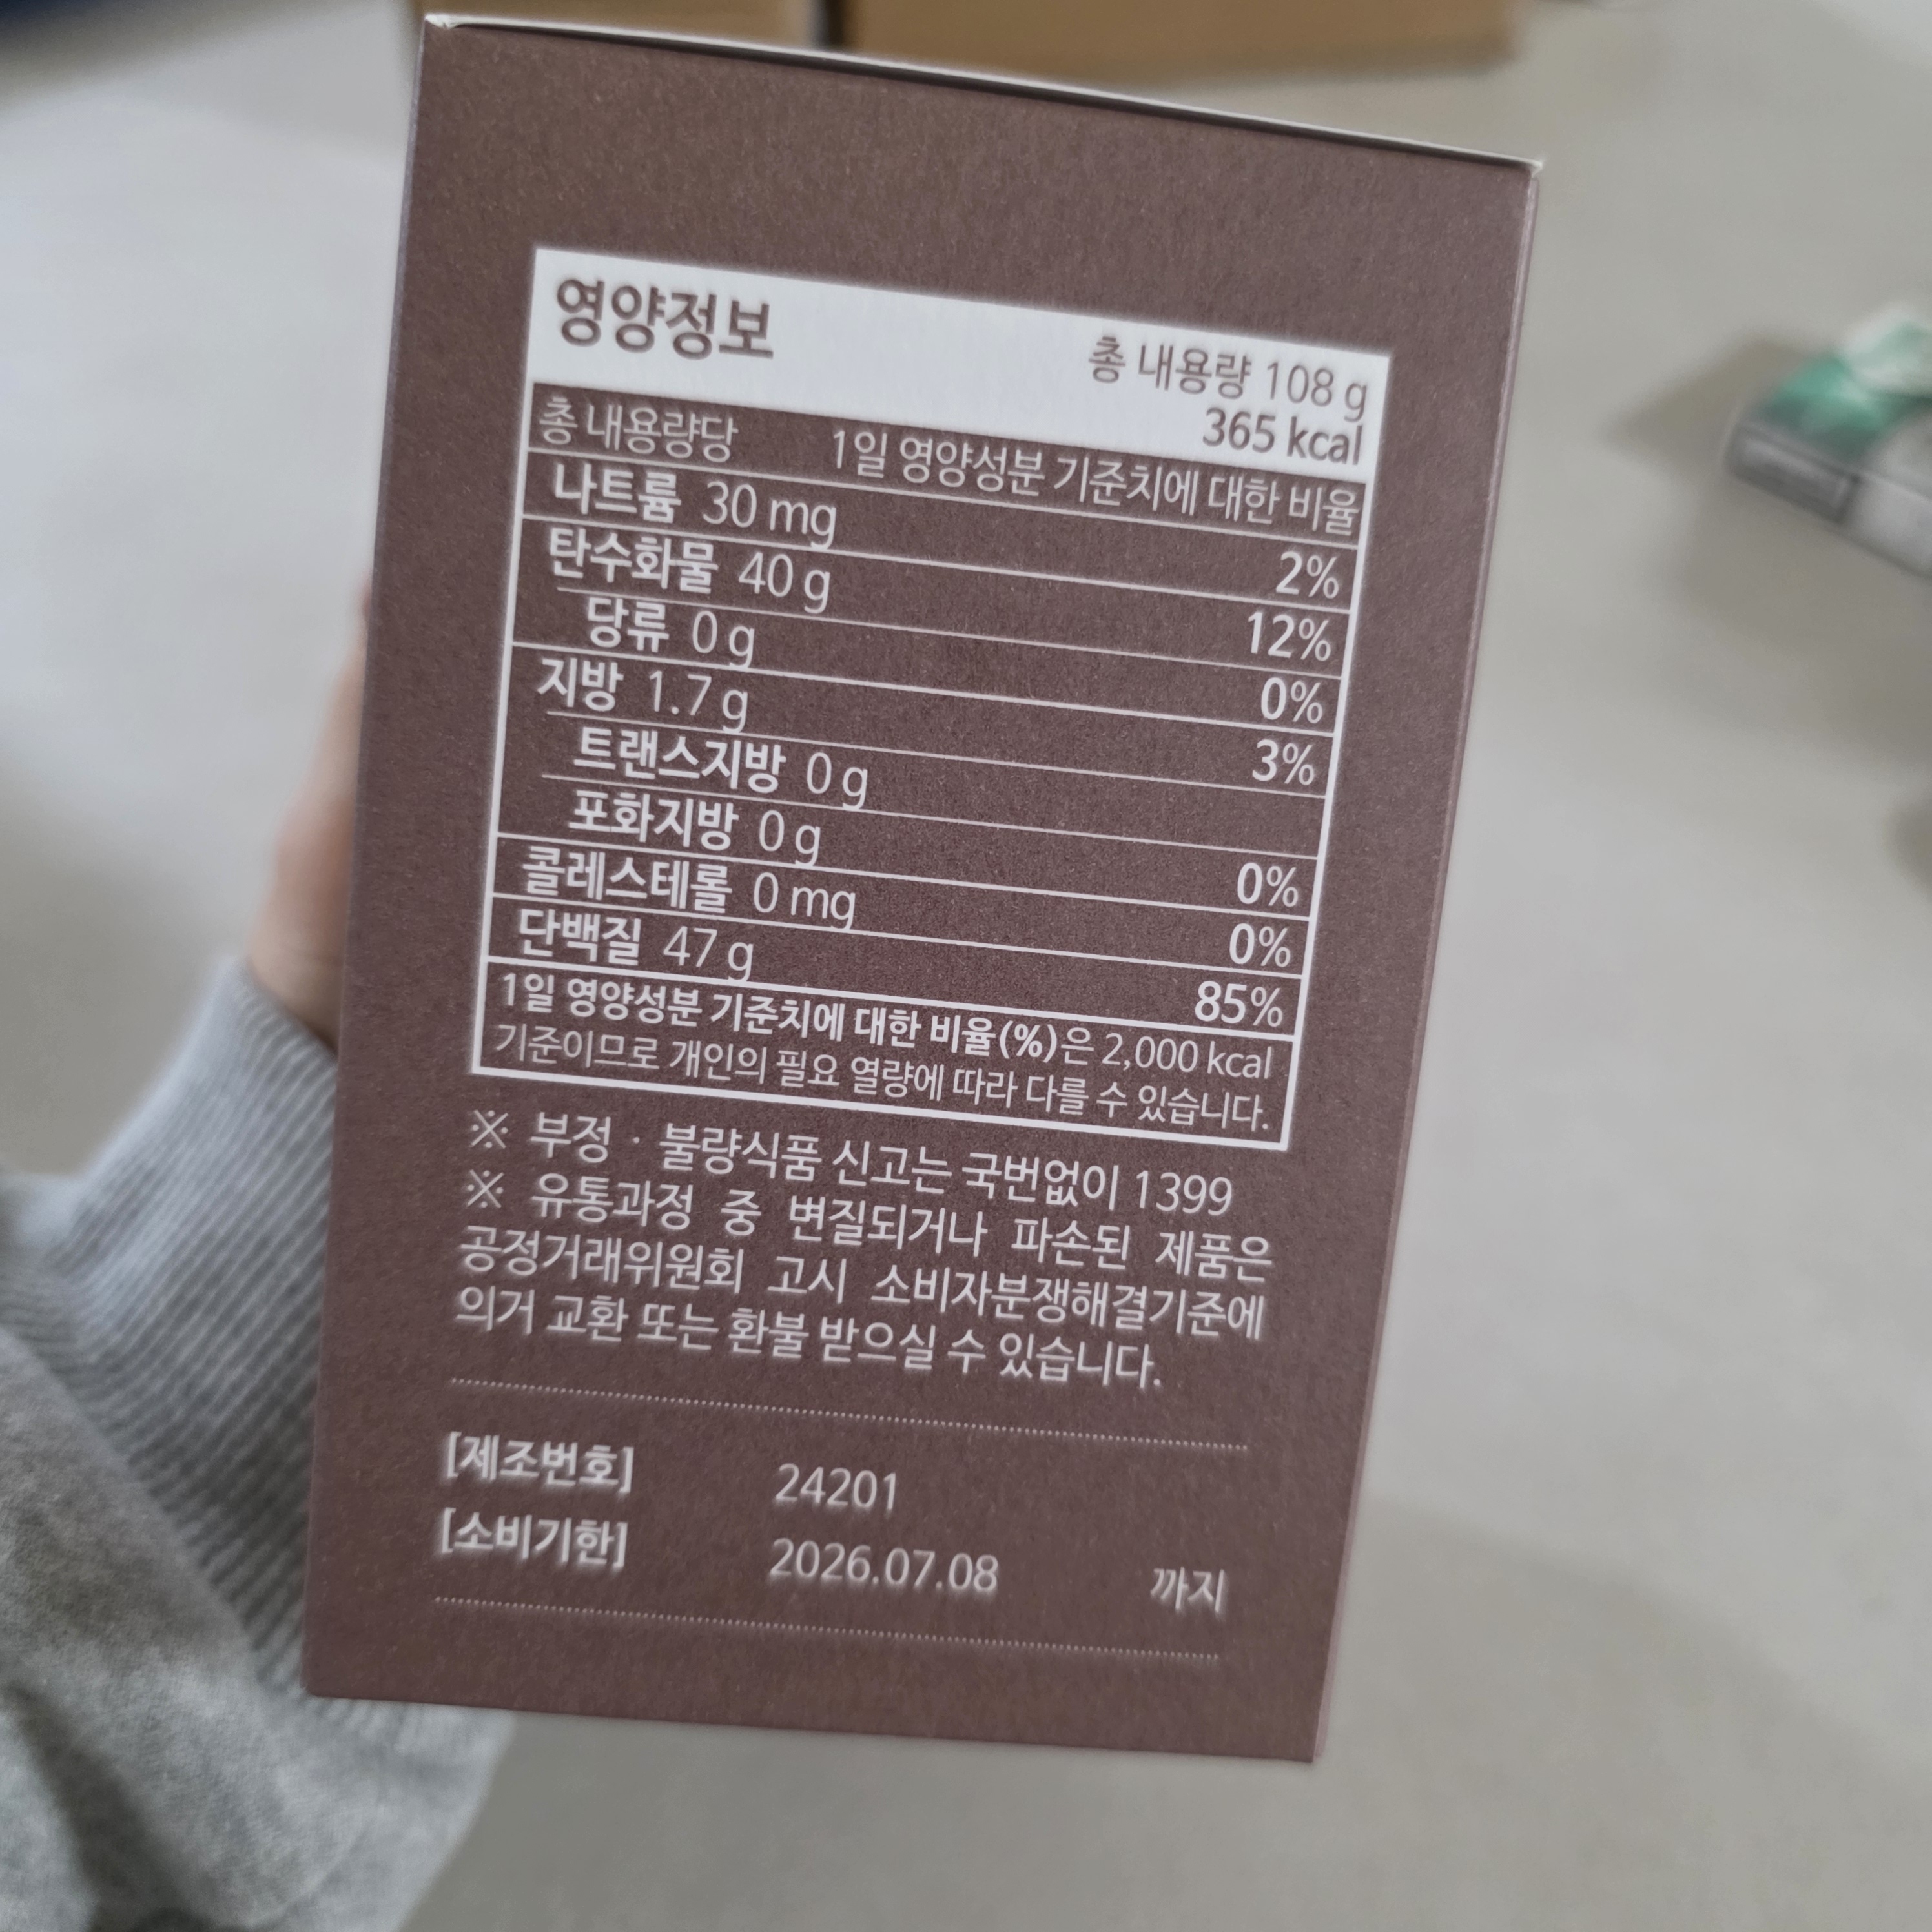 영양정보
총 내용량 108 g
365 kcal
총 내용량당 1일 영양성분 기준치에 대한 비율
나트륨 30 mg 2%
탄수화물 40 g 12%
당류 0 g 0%
지방 1.7 g 3%
트랜스지방 0 g
포화지방 0 g 0%
콜레스테롤 0 mg 0%
단백질 47 g 85%
1일 영양성분 기준치에 대한 비율(%)은 2,000 kcal
기준이므로 개인의 필요 열량에 따라 다를 수 있습니다.
※ 부정 · 불량식품 신고는 국번없이 1399
※ 유통과정 중 변질되거나 파손된 제품은
공정거래위원회 고시 소비자분쟁해결기준에
의거 교환 또는 환불 받으실 수 있습니다.
[제조번호] 24201
[소비기한] 2026.07.08 까지